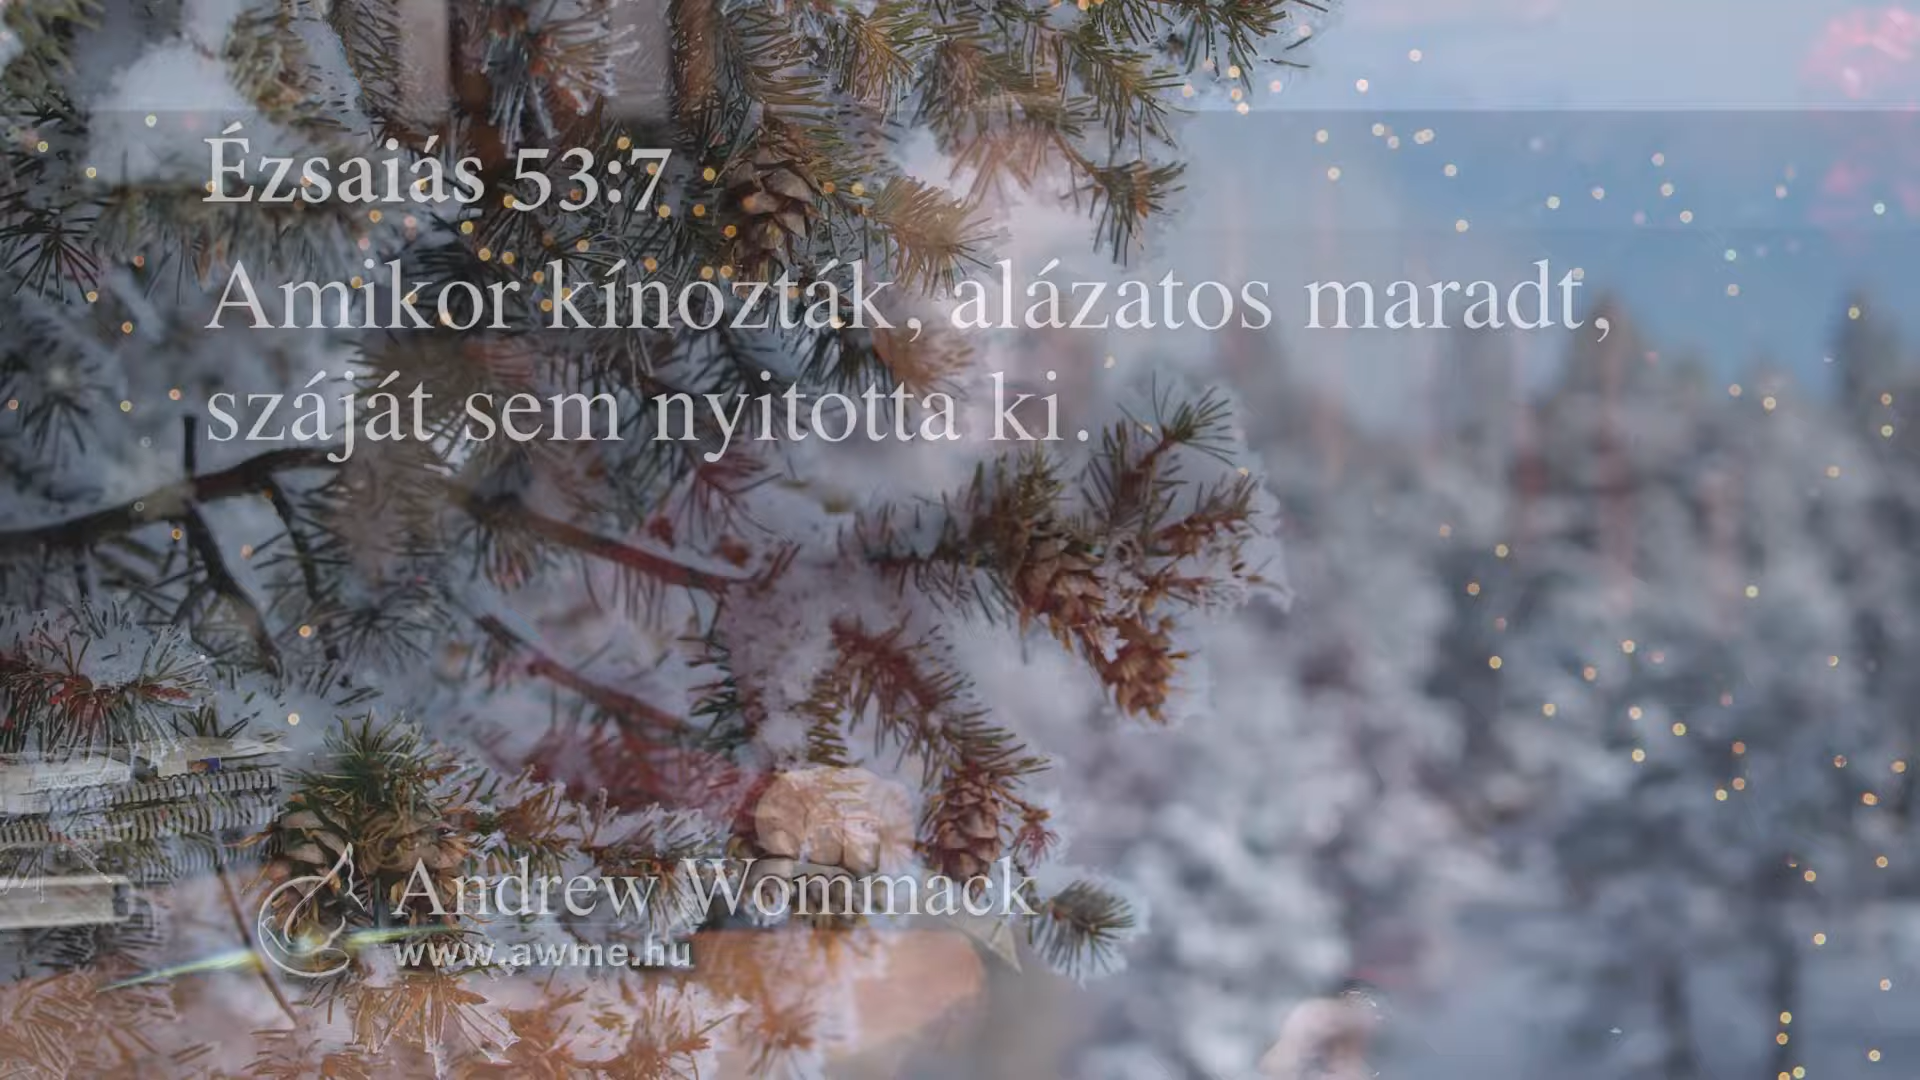 Ézsaiás 53:7
Amikor kínozták, alázatos maradt,
száját sem nyitotta ki.
Andrew Wommack
www.awme.hu